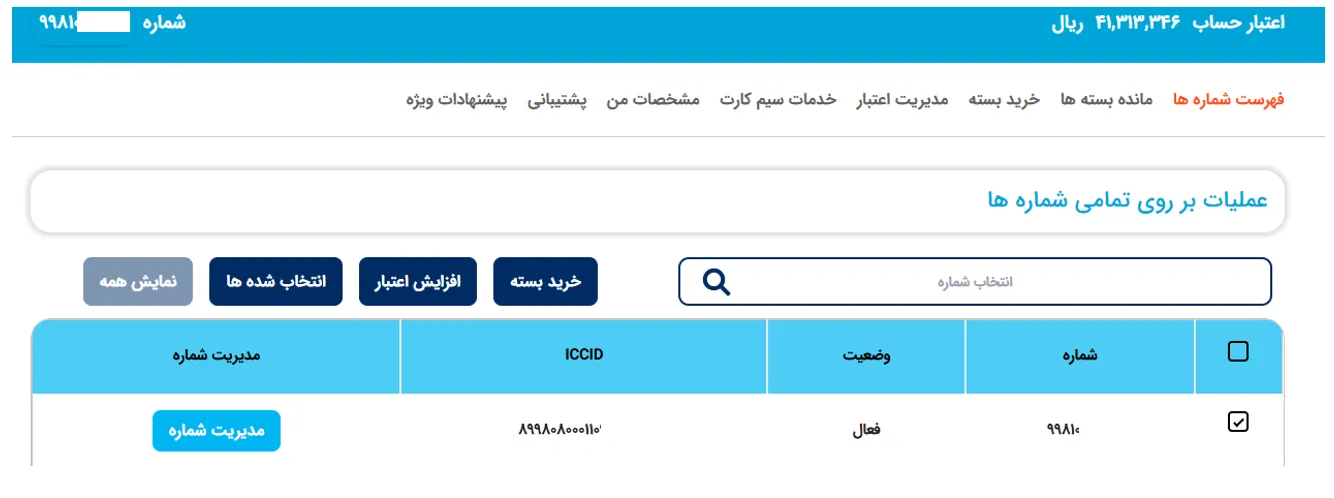 اعتبار حساب ۴۱,۳۱۳,۳۴۶ ریال شماره ۹۹۸۱۰
فهرست شماره ها مانده بسته ها خرید بسته مدیریت اعتبار خدمات سیم کارت مشخصات من پشتیبانی پیشنهادات ویژه
عملیات بر روی تمامی شماره ها
انتخاب شماره خرید بسته افزایش اعتبار انتخاب شده ها نمایش همه
شماره وضعیت ICCID مدیریت شماره
۹۹۸۱۰ فعال ۸۹۹۸۰۸۰۰۰۱۱۰ مدیریت شماره